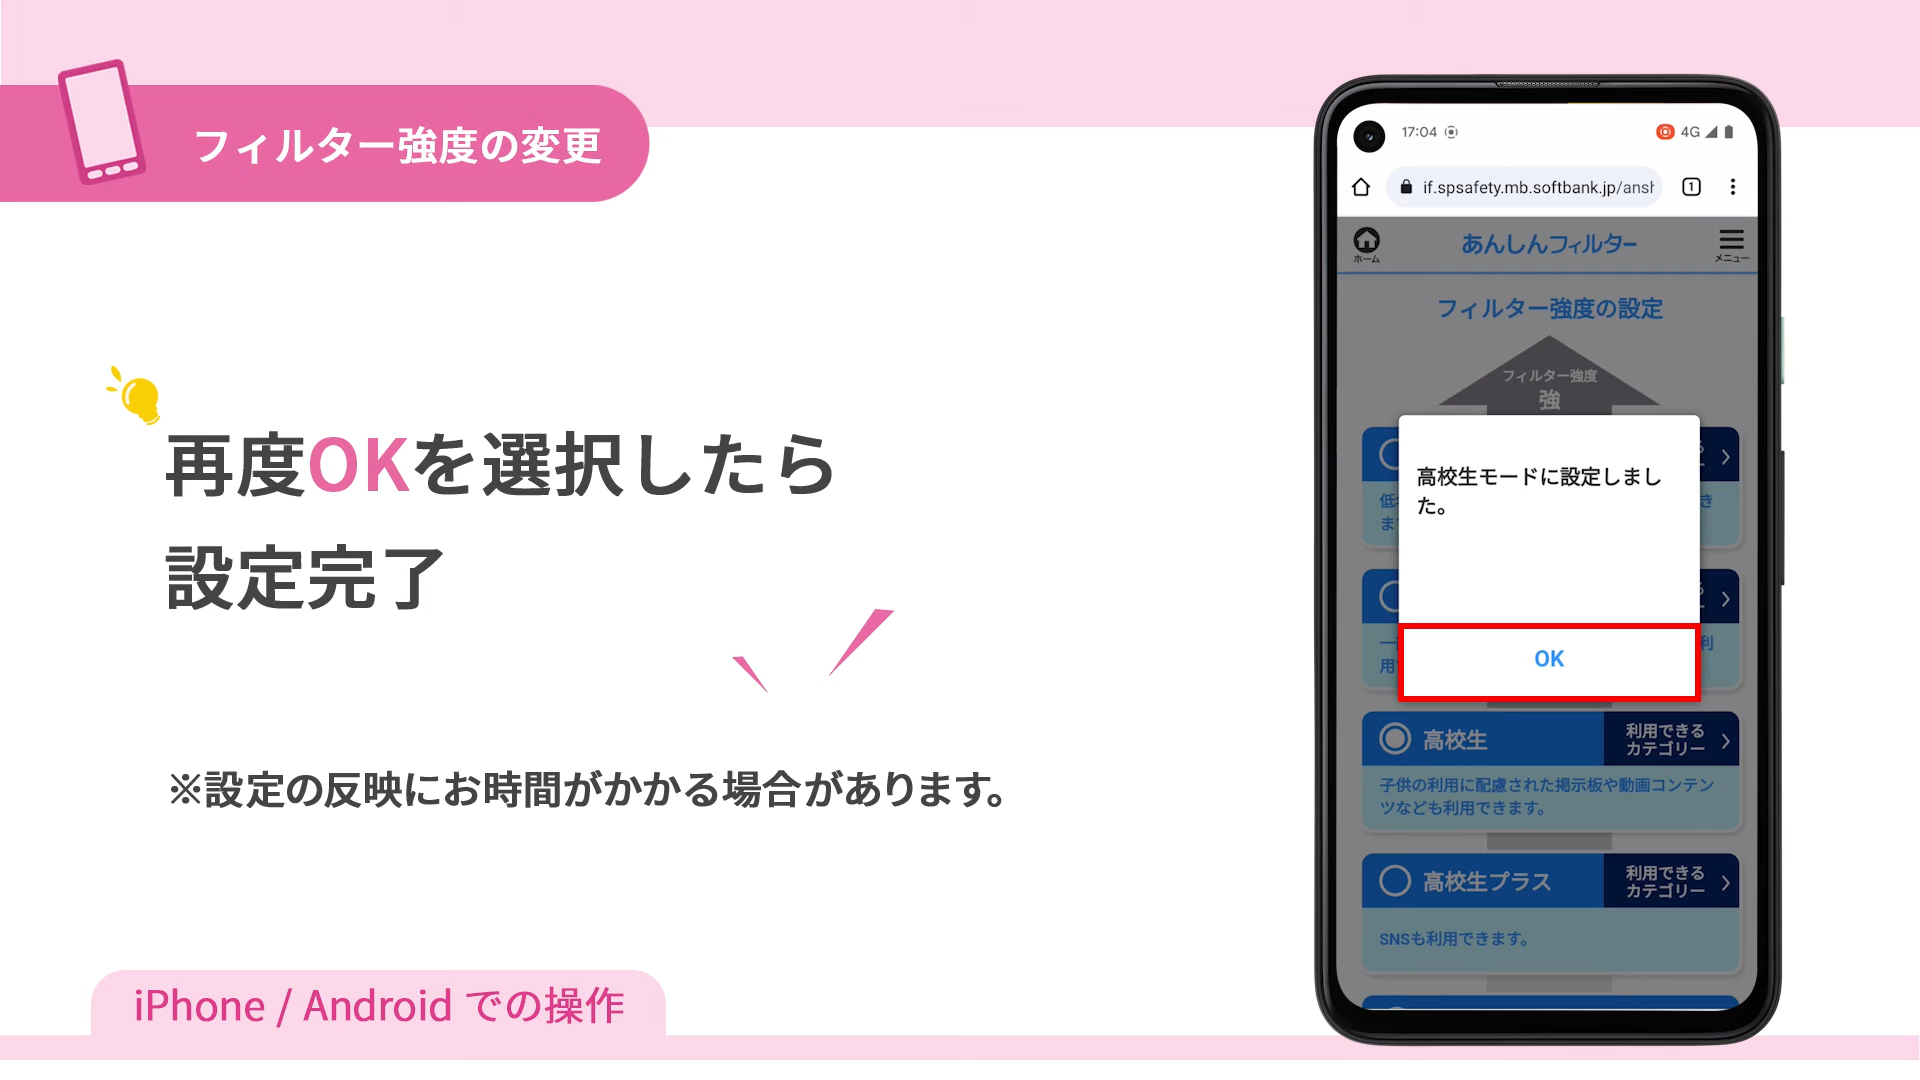 フィルター強度の変更
再度OKを選択したら
設定完了
※設定の反映にお時間がかかる場合があります。
iPhone / Android での操作
17:04
4G
if.spsafety.mb.softbank.jp/ansh
1
ホーム
あんしんフィルター
メニュー
フィルター強度の設定
フィルター強度
強
高校生モードに設定しまし
た。
OK
高校生
利用できる
カテゴリー
子供の利用に配慮された掲示板や動画コンテン
ツなども利用できます。
高校生プラス
利用できる
カテゴリー
SNSも利用できます。